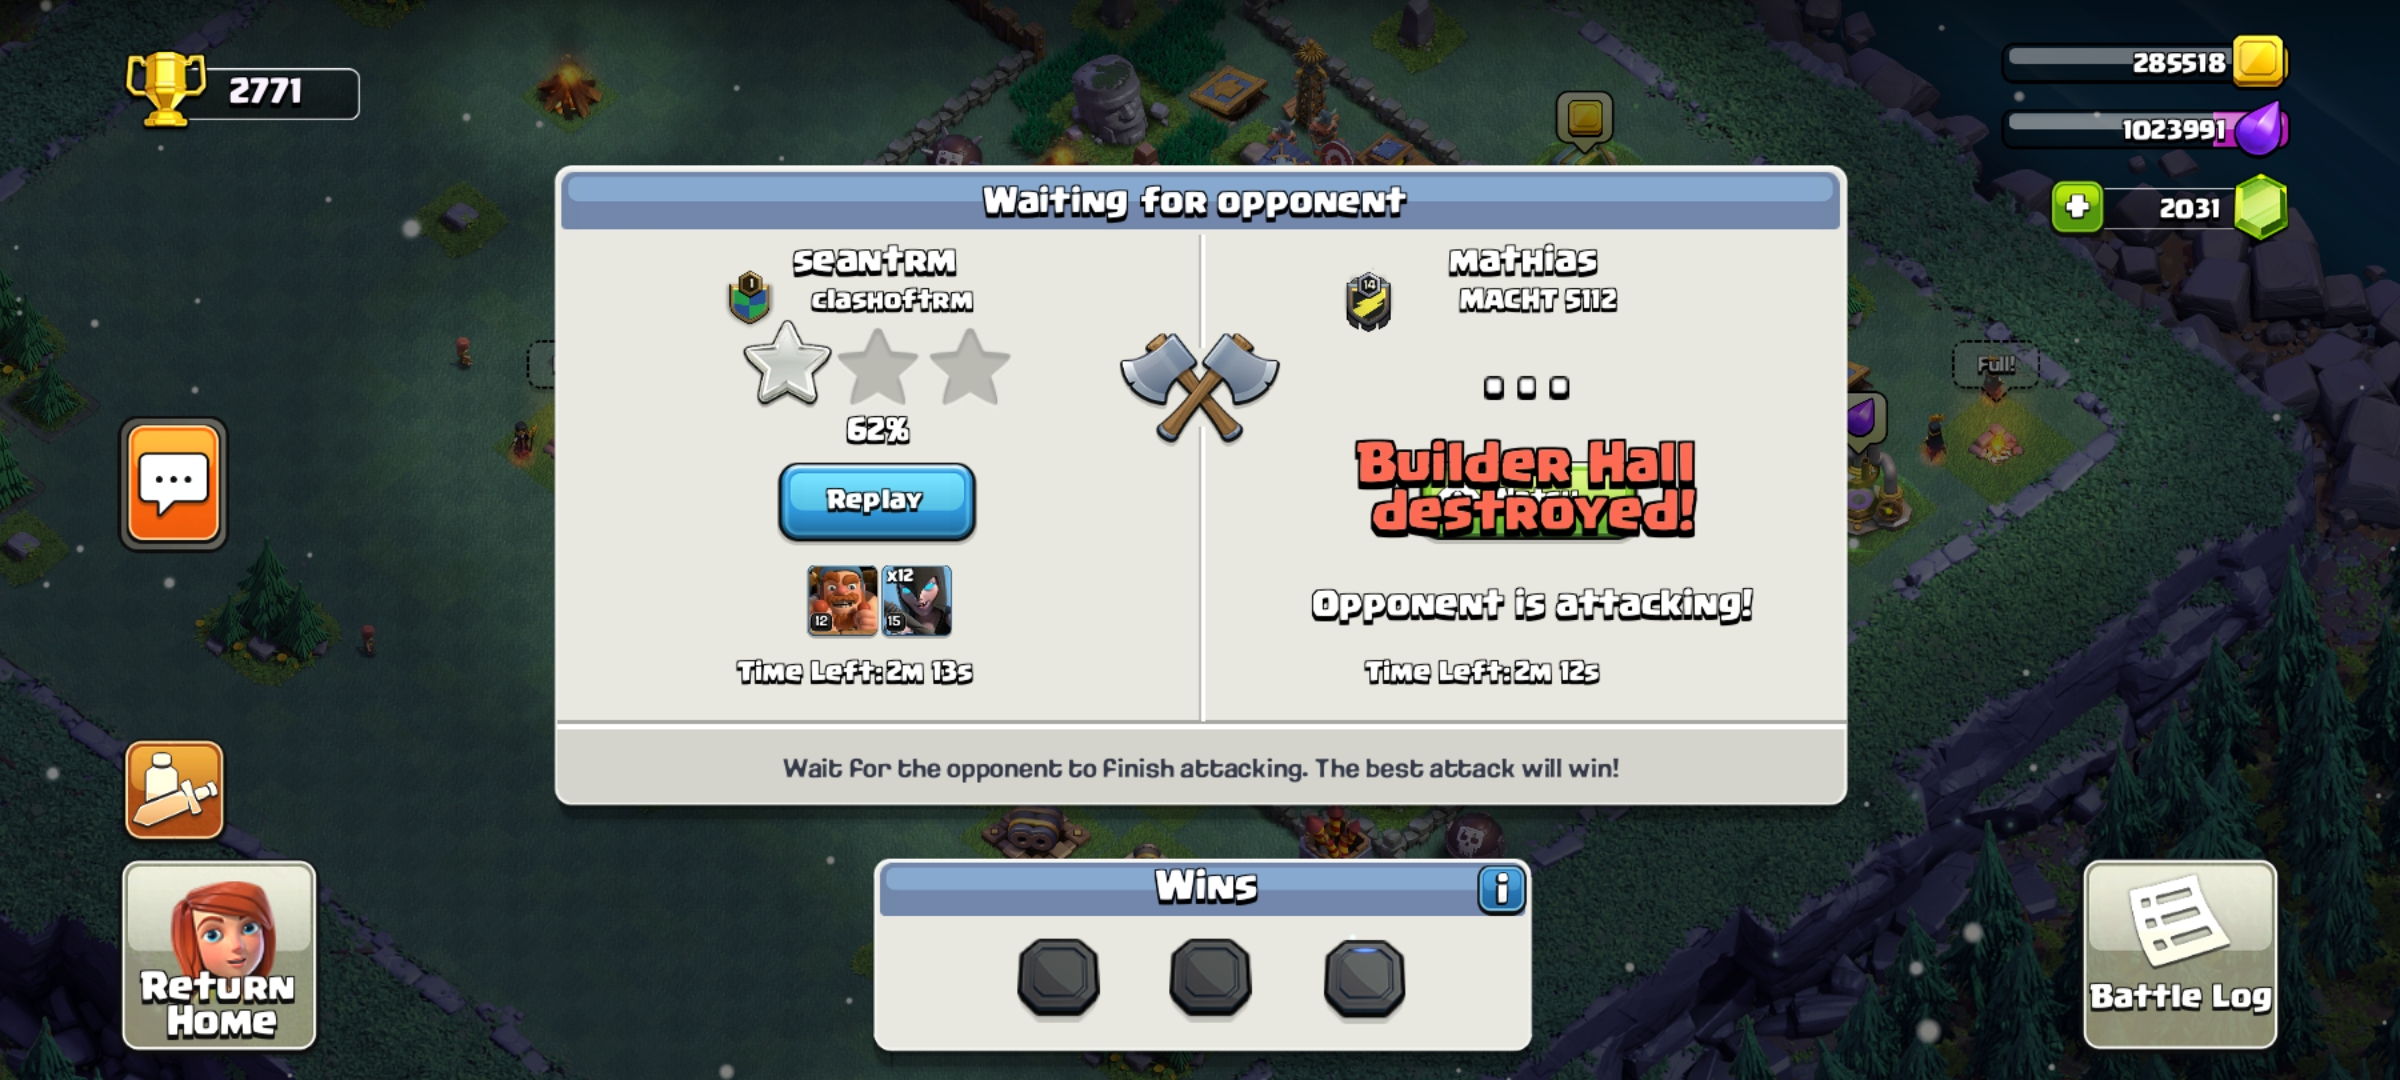 2771
285518
1023991
2031
Waiting for opponent
seantrm
1
clashoftrm
62%
Replay
12
x12
15
Time Left:2m 13s
Mathias
14
MACHT 5112
Builder Hall
destroyed!
Opponent is attacking!
Time Left:2m 12s
Full!
Wait for the opponent to finish attacking. The best attack will win!
Wins
i
Return
Home
Battle Log